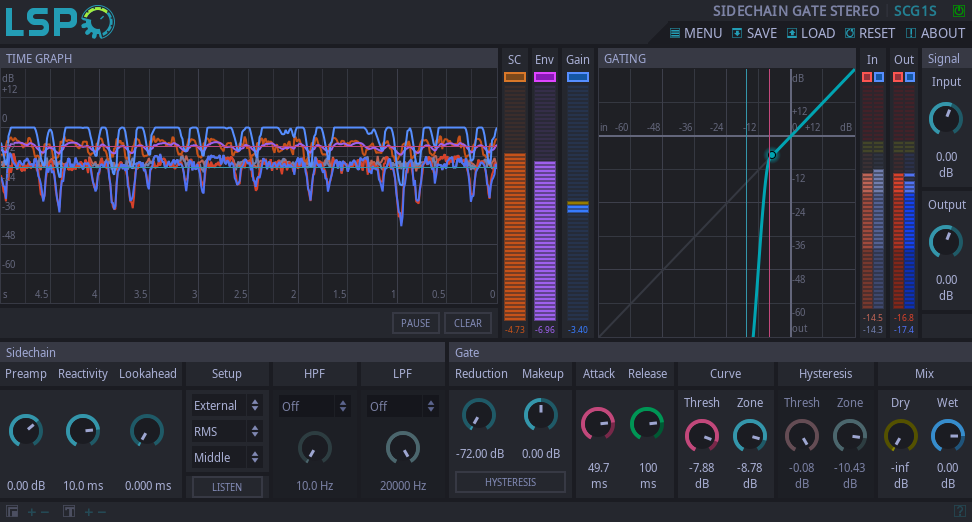 LSP
SIDECHAIN GATE STEREO SCG1S
MENU SAVE LOAD RESET ABOUT
TIME GRAPH
SC Env Gain
GATING
In Out
Signal
dB
+12
0
-36
-48
-60
s 4.5 4 3.5 3 2.5 2 1.5 1 0.5 0
PAUSE CLEAR
-4.73 -6.96 -3.40
dB
+12
in -60 -48 -36 -24 -12 +12 dB
-12
-24
-36
-48
-60
out
-14.5 -16.8
-14.3 -17.4
Input
0.00
dB
Output
0.00
dB
Sidechain
Preamp Reactivity Lookahead
0.00 dB 10.0 ms 0.000 ms
Setup
External
RMS
Middle
LISTEN
HPF
Off
10.0 Hz
LPF
Off
20000 Hz
Gate
Reduction Makeup
-72.00 dB 0.00 dB
HYSTERESIS
Attack Release
49.7 100
ms ms
Curve
Thresh Zone
-7.88 -8.78
dB dB
Hysteresis
Thresh Zone
-0.08 -10.43
dB dB
Mix
Dry Wet
-inf 0.00
dB dB